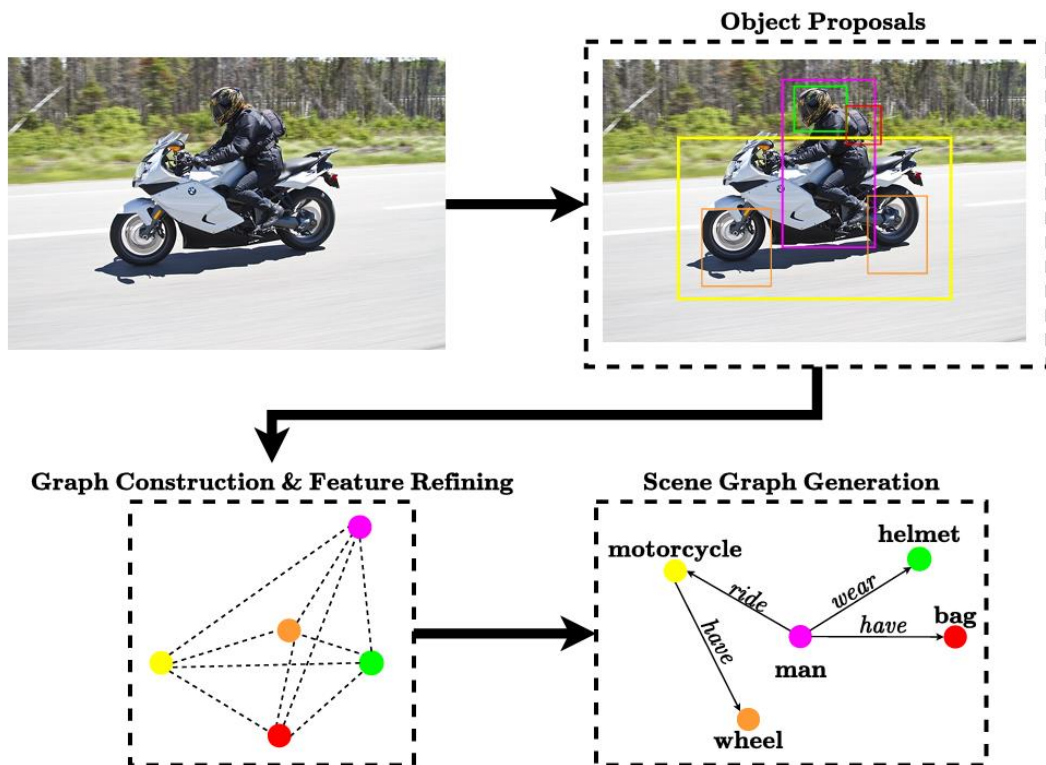 Object Proposals
Graph Construction & Feature Refining
Scene Graph Generation
motorcycle
helmet
ride
wear
bag
have
have
man
wheel